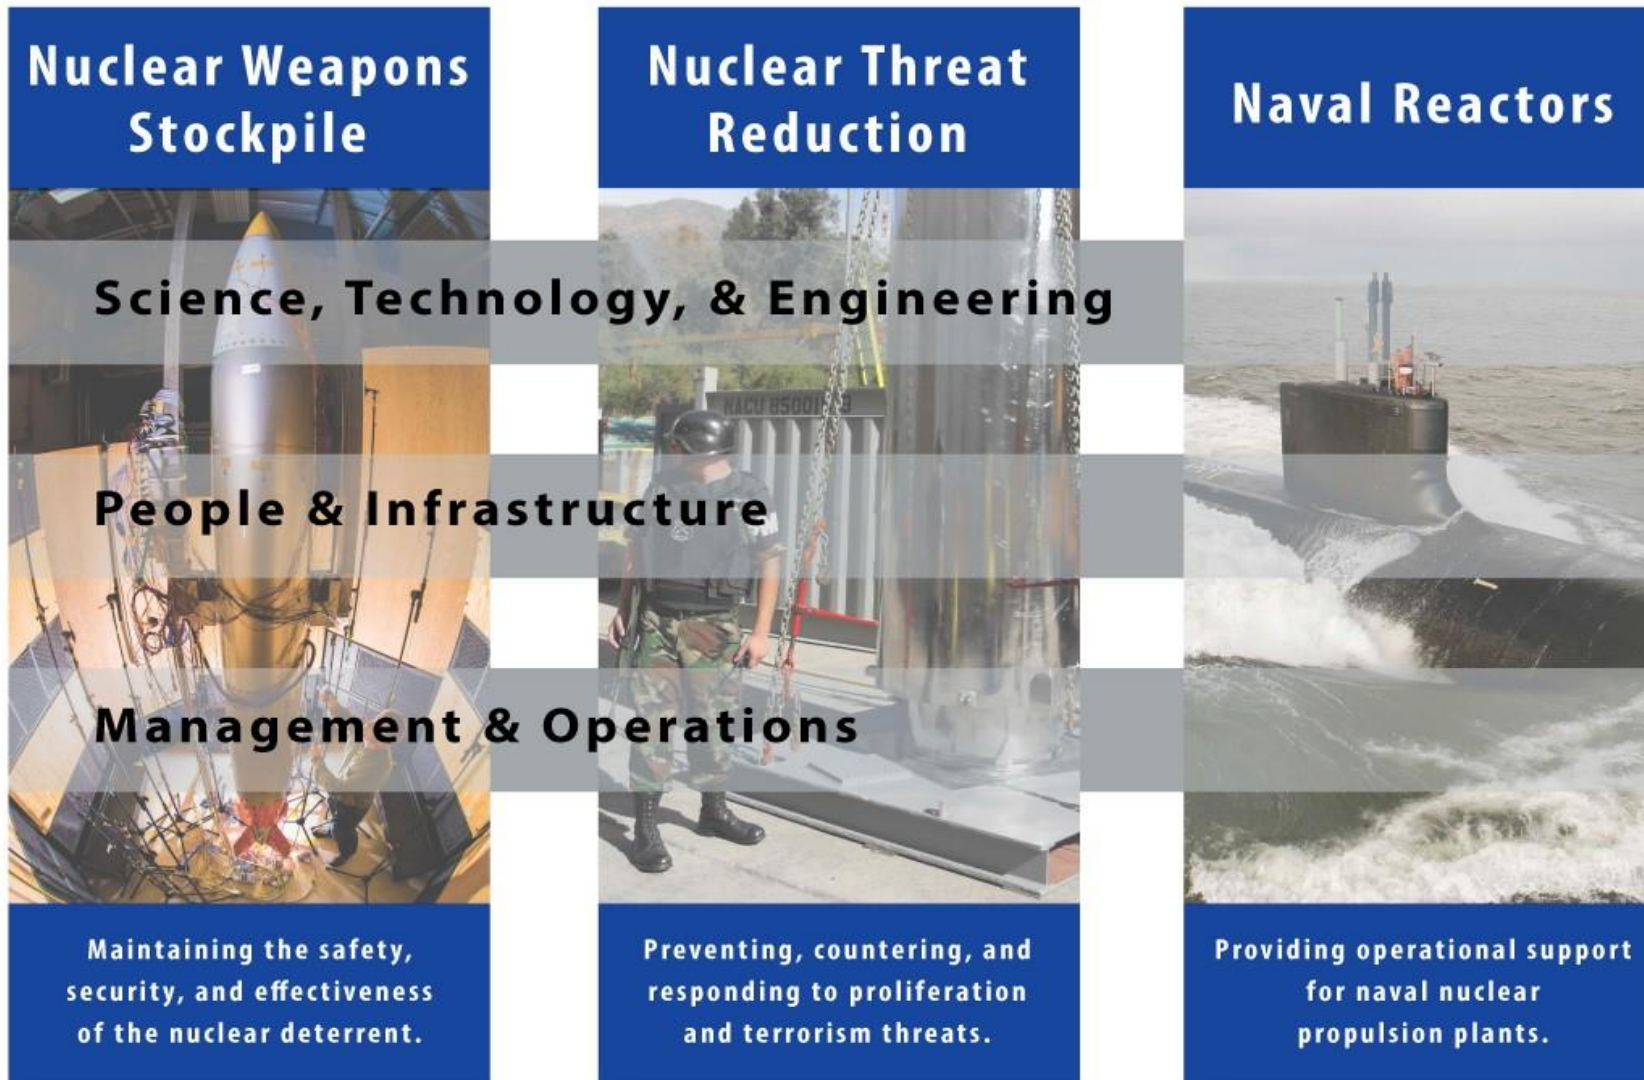 Nuclear Weapons
Stockpile
Nuclear Threat
Reduction
Naval Reactors
Science, Technology, & Engineering
People & Infrastructure
Management & Operations
Maintaining the safety,
security, and effectiveness
of the nuclear deterrent.
Preventing, countering, and
responding to proliferation
and terrorism threats.
Providing operational support
for naval nuclear
propulsion plants.